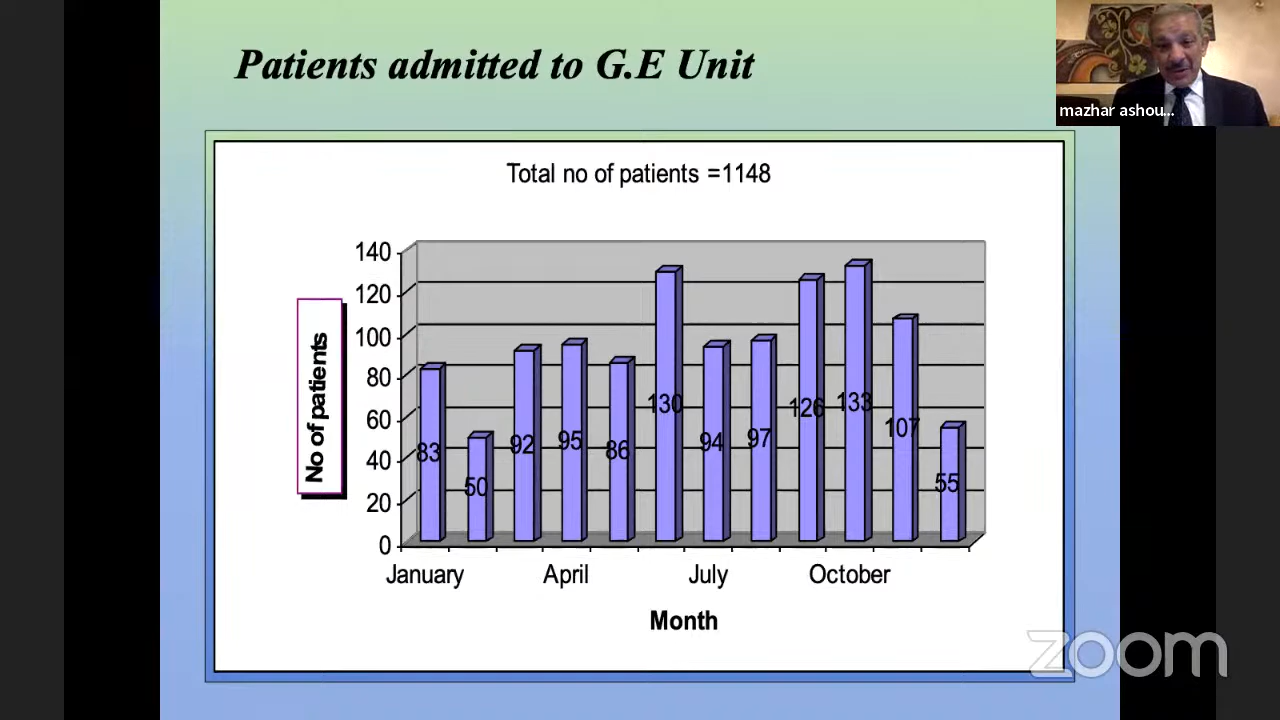 Patients admitted to G.E Unit
mazhar ashou...
Total no of patients =1148
No of patients
140
120
100
80
60
40
20
0
83
50
92
95
86
130
94
97
126
133
107
55
January
April
July
October
Month
zoom